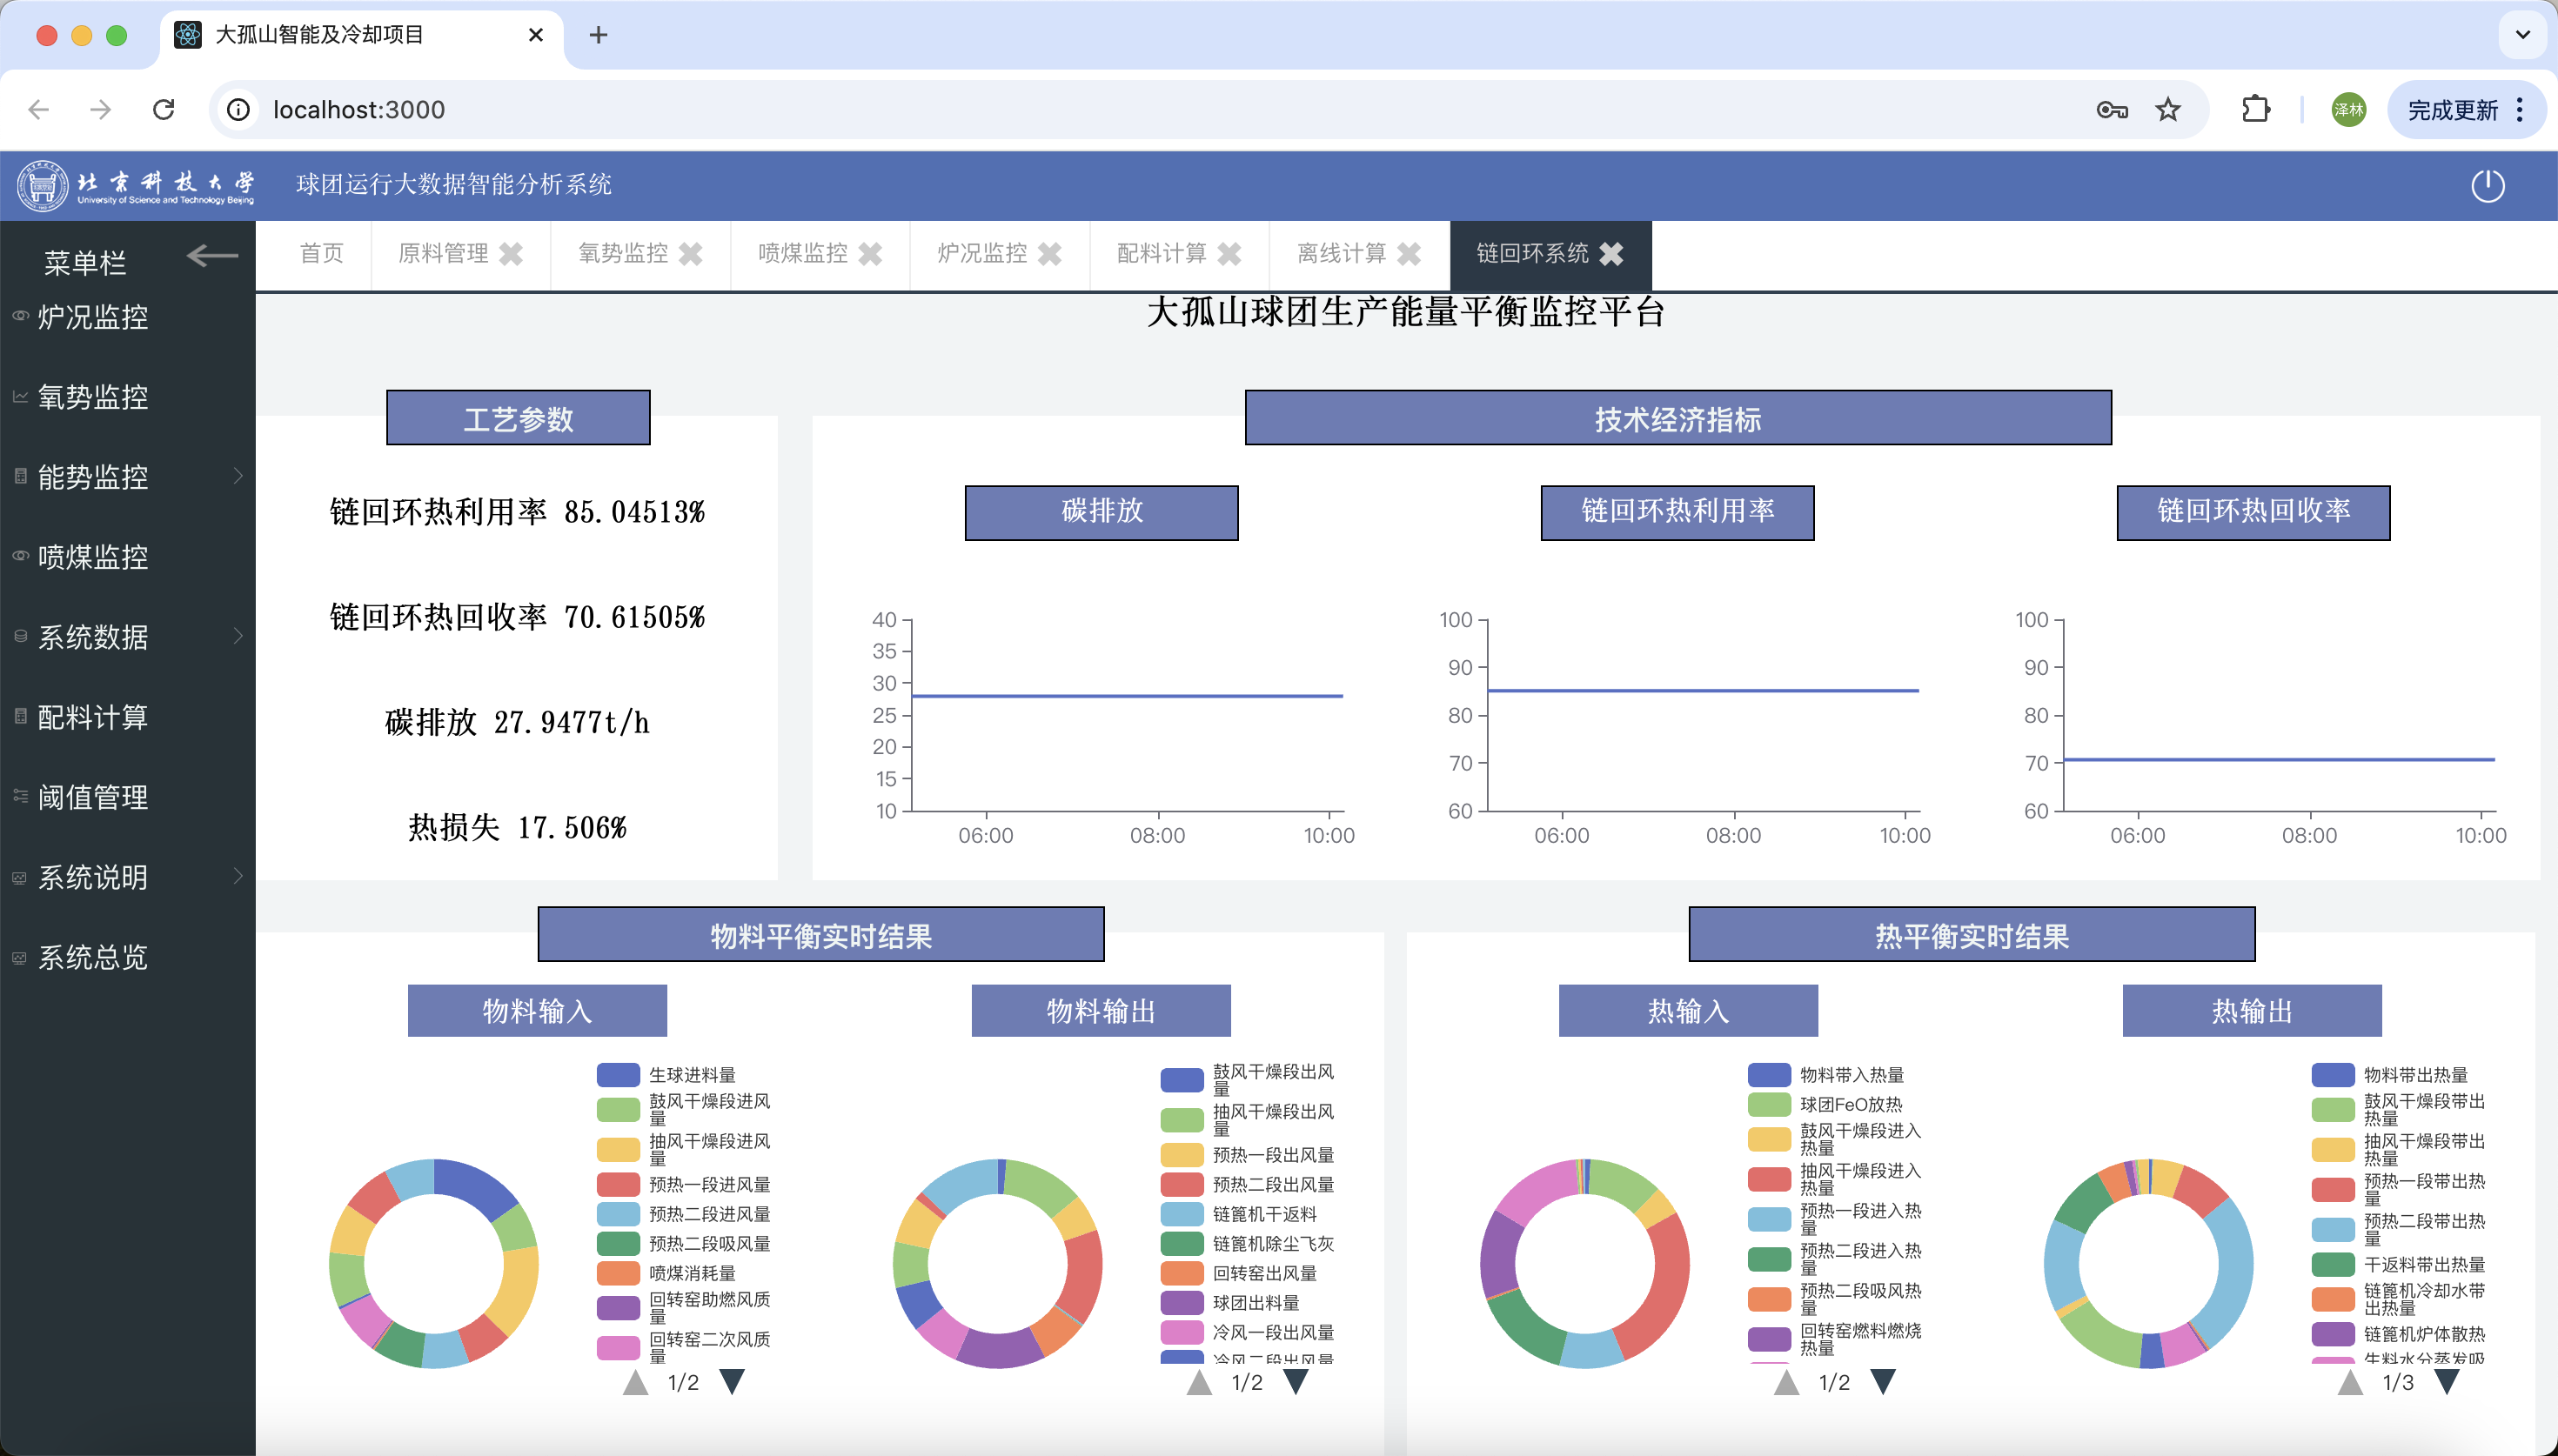 大孤山智能及冷却项目
localhost:3000
泽林
完成更新
北京科技大学
University of Science and Technology Beijing
球团运行大数据智能分析系统
菜单栏
炉况监控
氧势监控
能势监控
喷煤监控
系统数据
配料计算
阈值管理
系统说明
系统总览
首页
原料管理
氧势监控
喷煤监控
炉况监控
配料计算
离线计算
链回环系统
大孤山球团生产能量平衡监控平台
工艺参数
链回环热利用率 85.04513%
链回环热回收率 70.61505%
碳排放 27.9477t/h
热损失 17.506%
技术经济指标
碳排放
40
35
30
25
20
15
10
06:00
08:00
10:00
链回环热利用率
100
90
80
70
60
06:00
08:00
10:00
链回环热回收率
100
90
80
70
60
06:00
08:00
10:00
物料平衡实时结果
物料输入
生球进料量
鼓风干燥段进风
量
抽风干燥段进风
量
预热一段进风量
预热二段进风量
预热二段吸风量
喷煤消耗量
回转窑助燃风质
量
回转窑二次风质
量
1/2
物料输出
鼓风干燥段出风
量
抽风干燥段出风
量
预热一段出风量
预热二段出风量
链篦机干返料
链篦机除尘飞灰
回转窑出风量
球团出料量
冷风一段出风量
冷风二段出风量
1/2
热平衡实时结果
热输入
物料带入热量
球团FeO放热
鼓风干燥段进入
热量
抽风干燥段进入
热量
预热一段进入热
量
预热二段进入热
量
预热二段吸风热
量
回转窑燃料燃烧
热量
1/2
热输出
物料带出热量
鼓风干燥段带出
热量
抽风干燥段带出
热量
预热一段带出热
量
预热二段带出热
量
干返料带出热量
链篦机冷却水带
出热量
链篦机炉体散热
生料水分蒸发吸
1/3